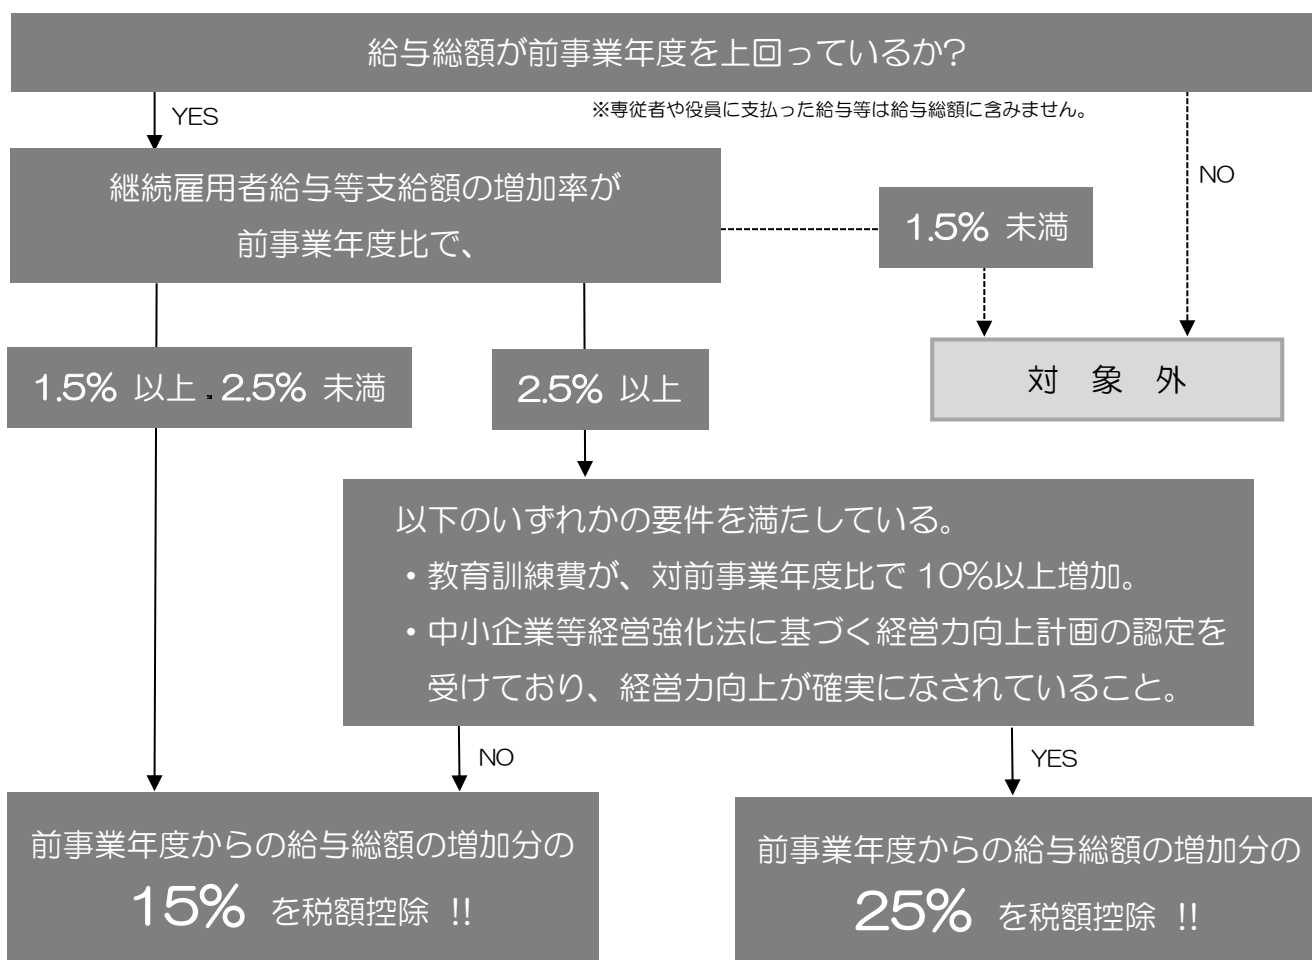 給与総額が前事業年度を上回っているか?
YES
※専従者や役員に支払った給与等は給与総額に含みません。
NO
継続雇用者給与等支給額の増加率が
前事業年度比で、
1.5% 未満
1.5% 以上 . 2.5% 未満
2.5% 以上
対 象 外
以下のいずれかの要件を満たしている。
・教育訓練費が、対前事業年度比で 10%以上増加。
・中小企業等経営強化法に基づく経営力向上計画の認定を
受けており、経営力向上が確実になされていること。
NO
YES
前事業年度からの給与総額の増加分の
15% を税額控除 !!
前事業年度からの給与総額の増加分の
25% を税額控除 !!